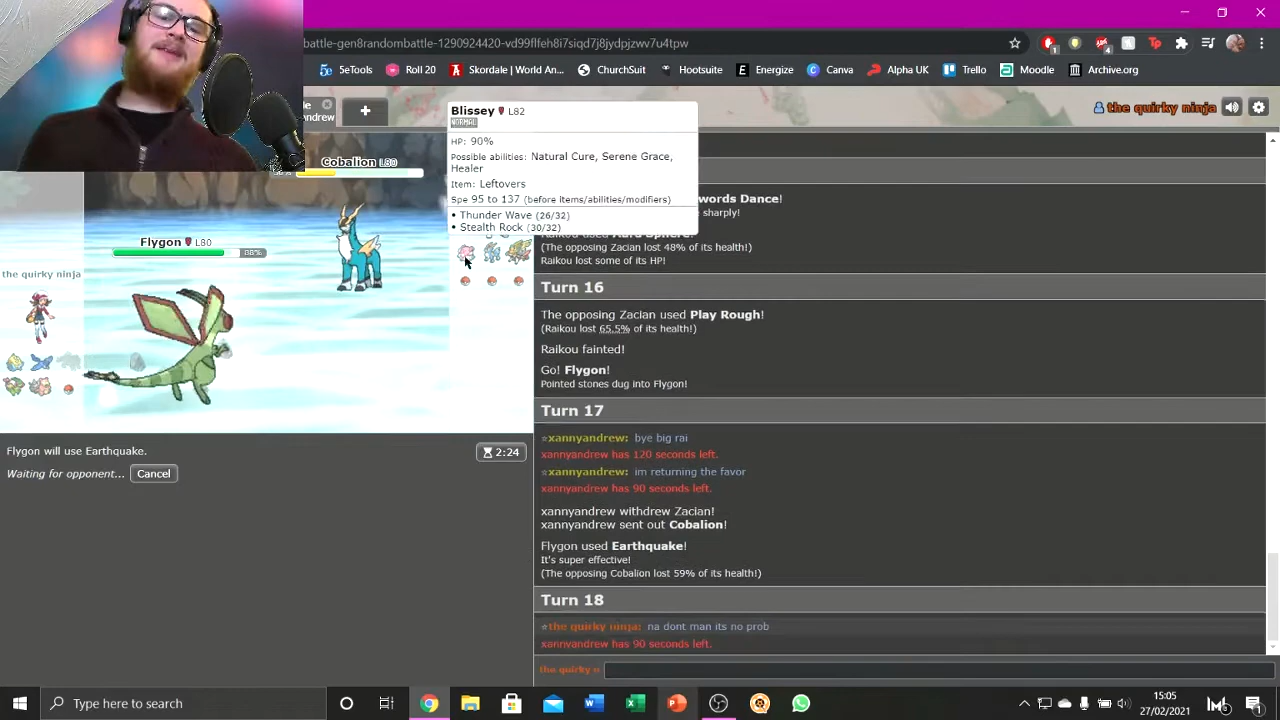 battle-gen8randombattle-1290924420-vd99flfeh8i7siqd7j8jydpjzwv7u4tpw
5eTools
Roll 20
Skordale | World An...
ChurchSuit
Hootsuite
Energize
Canva
Alpha UK
Trello
Moodle
Archive.org
le
ndrew
+
the quirky ninja
Blissey L82
NORMAL
HP: 90%
Possible abilities: Natural Cure, Serene Grace,
Healer
Item: Leftovers
Spe 95 to 137 (before items/abilities/modifiers)
• Thunder Wave (26/32)
• Stealth Rock (30/32)
Cobalion L80
Flygon L80
88%
the quirky ninja
Flygon will use Earthquake.
Waiting for opponent... Cancel
2:24
words Dance!
sharply!
(The opposing Zacian lost 48% of its health!)
Raikou lost some of its HP!
Turn 16
The opposing Zacian used Play Rough!
(Raikou lost 65.5% of its health!)
Raikou fainted!
Go! Flygon!
Pointed stones dug into Flygon!
Turn 17
☆xannyandrew: bye big rai
xannyandrew has 120 seconds left.
☆xannyandrew: im returning the favor
xannyandrew has 90 seconds left.
xannyandrew withdrew Zacian!
xannyandrew sent out Cobalion!
Flygon used Earthquake!
It's super effective!
(The opposing Cobalion lost 59% of its health!)
Turn 18
☆the quirky ninja: na dont man its no prob
xannyandrew has 90 seconds left.
the quirky n
Type here to search
15:05
27/02/2021